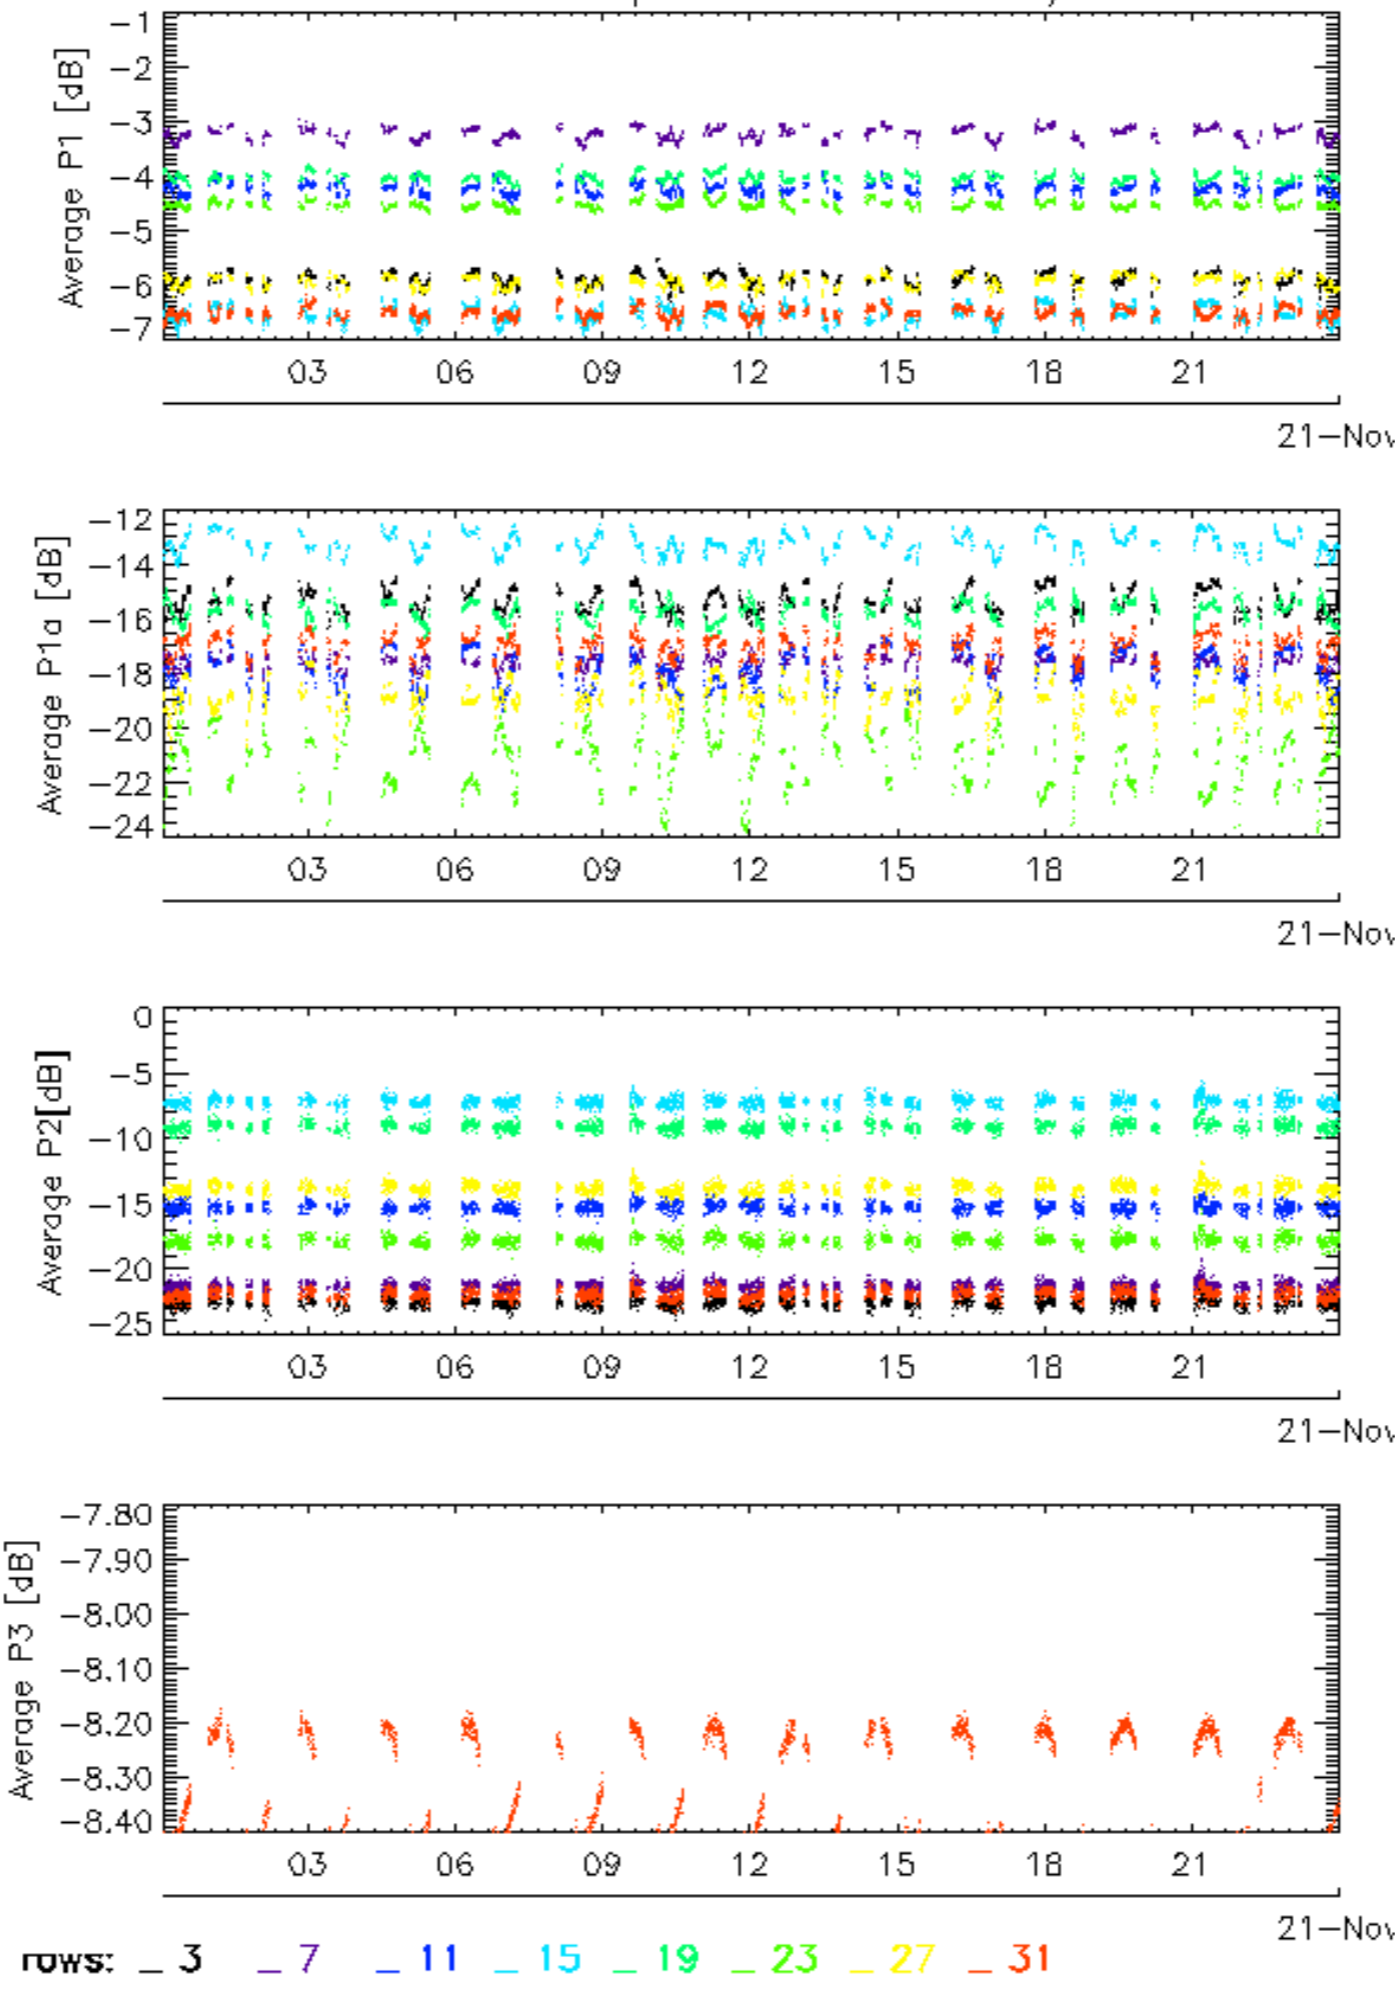 Average P1 [dB]
-1
-2
-3
-4
-5
-6
-7
03 06 09 12 15 18 21
21-Nov
Average P1a [dB]
-12
-14
-16
-18
-20
-22
-24
03 06 09 12 15 18 21
21-Nov
Average P2[dB]
0
-5
-10
-15
-20
-25
03 06 09 12 15 18 21
21-Nov
Average P3 [dB]
-7.80
-7.90
-8.00
-8.10
-8.20
-8.30
-8.40
03 06 09 12 15 18 21
21-Nov
rows: _ 3 _ 7 _ 11 _ 15 _ 19 _ 23 _ 27 _ 31